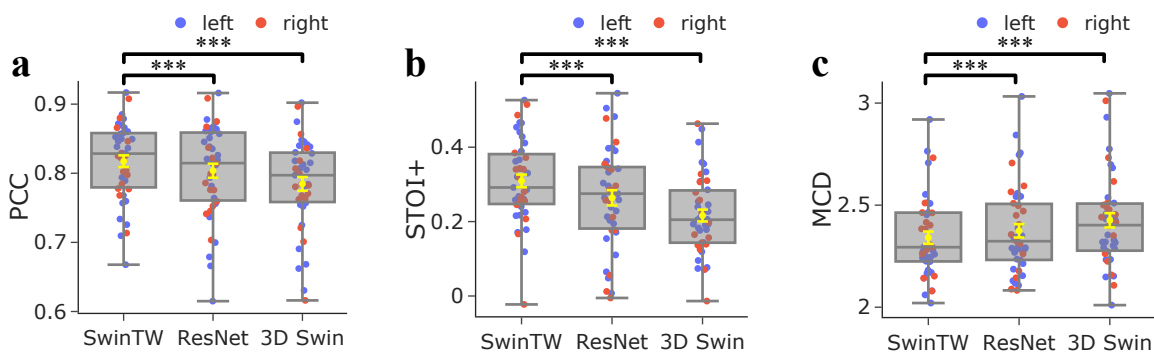 left right
***
***
a
PCC
0.9
0.8
0.7
0.6
SwinTW ResNet 3D Swin
left right
***
***
b
STOI+
0.4
0.2
0
SwinTW ResNet 3D Swin
left right
***
***
c
MCD
3
2.5
2
SwinTW ResNet 3D Swin